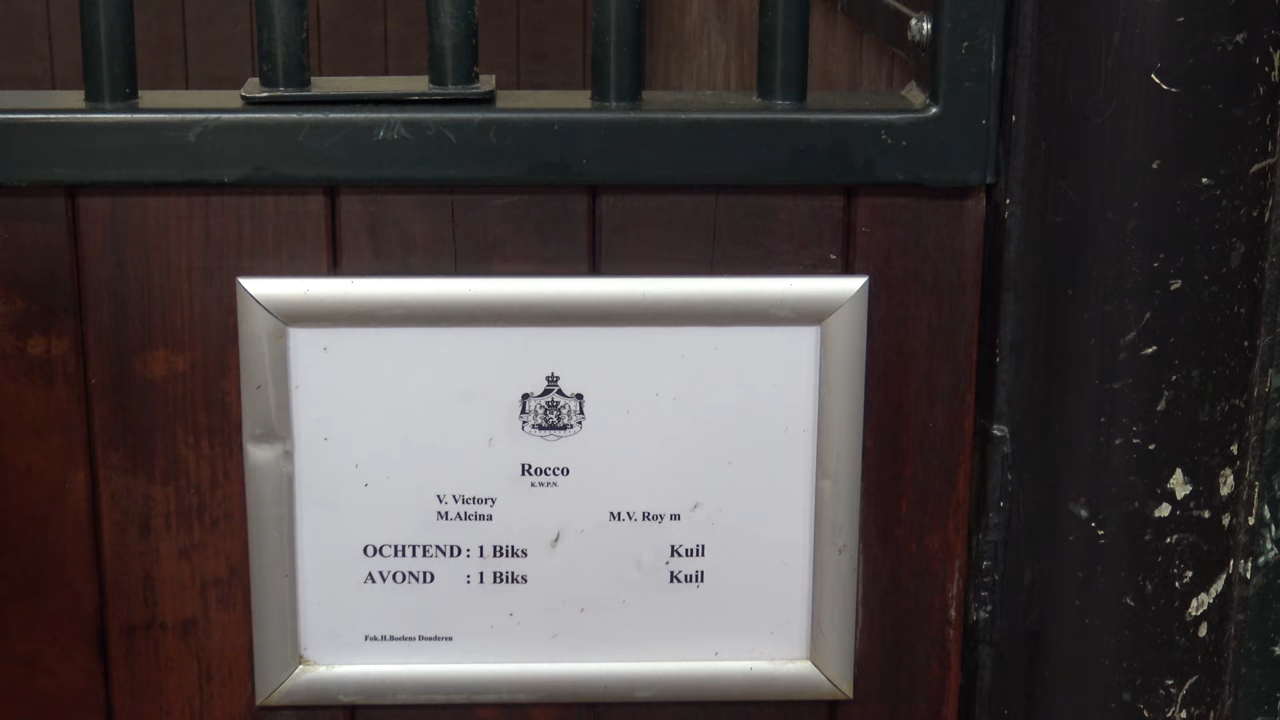 Rocco
K.W.P.N.
V. Victory
M.Alcina M.V. Roy m
OCHTEND : 1 Biks Kuil
AVOND : 1 Biks Kuil
Fok.H.Boelens Donderen